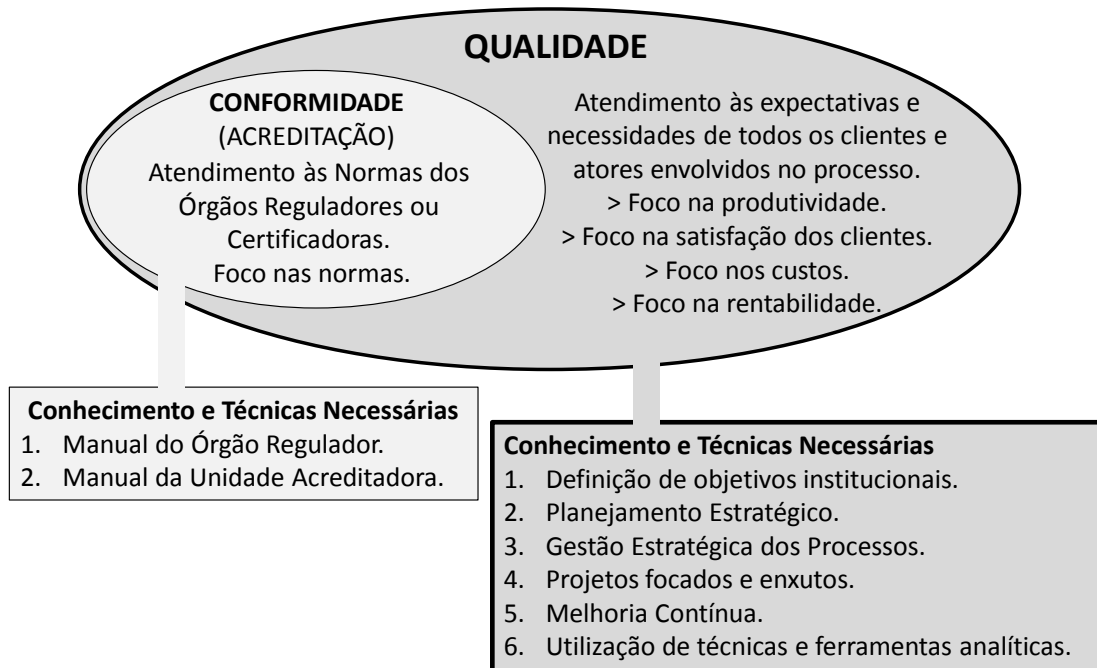 QUALIDADE
CONFORMIDADE
(ACREDITAÇÃO)
Atendimento às Normas dos
Órgãos Reguladores ou
Certificadoras.
Foco nas normas.
Atendimento às expectativas e
necessidades de todos os clientes e
atores envolvidos no processo.
> Foco na produtividade.
> Foco na satisfação dos clientes.
> Foco nos custos.
> Foco na rentabilidade.
Conhecimento e Técnicas Necessárias
1. Manual do Órgão Regulador.
2. Manual da Unidade Acreditadora.
Conhecimento e Técnicas Necessárias
1. Definição de objetivos institucionais.
2. Planejamento Estratégico.
3. Gestão Estratégica dos Processos.
4. Projetos focados e enxutos.
5. Melhoria Contínua.
6. Utilização de técnicas e ferramentas analíticas.